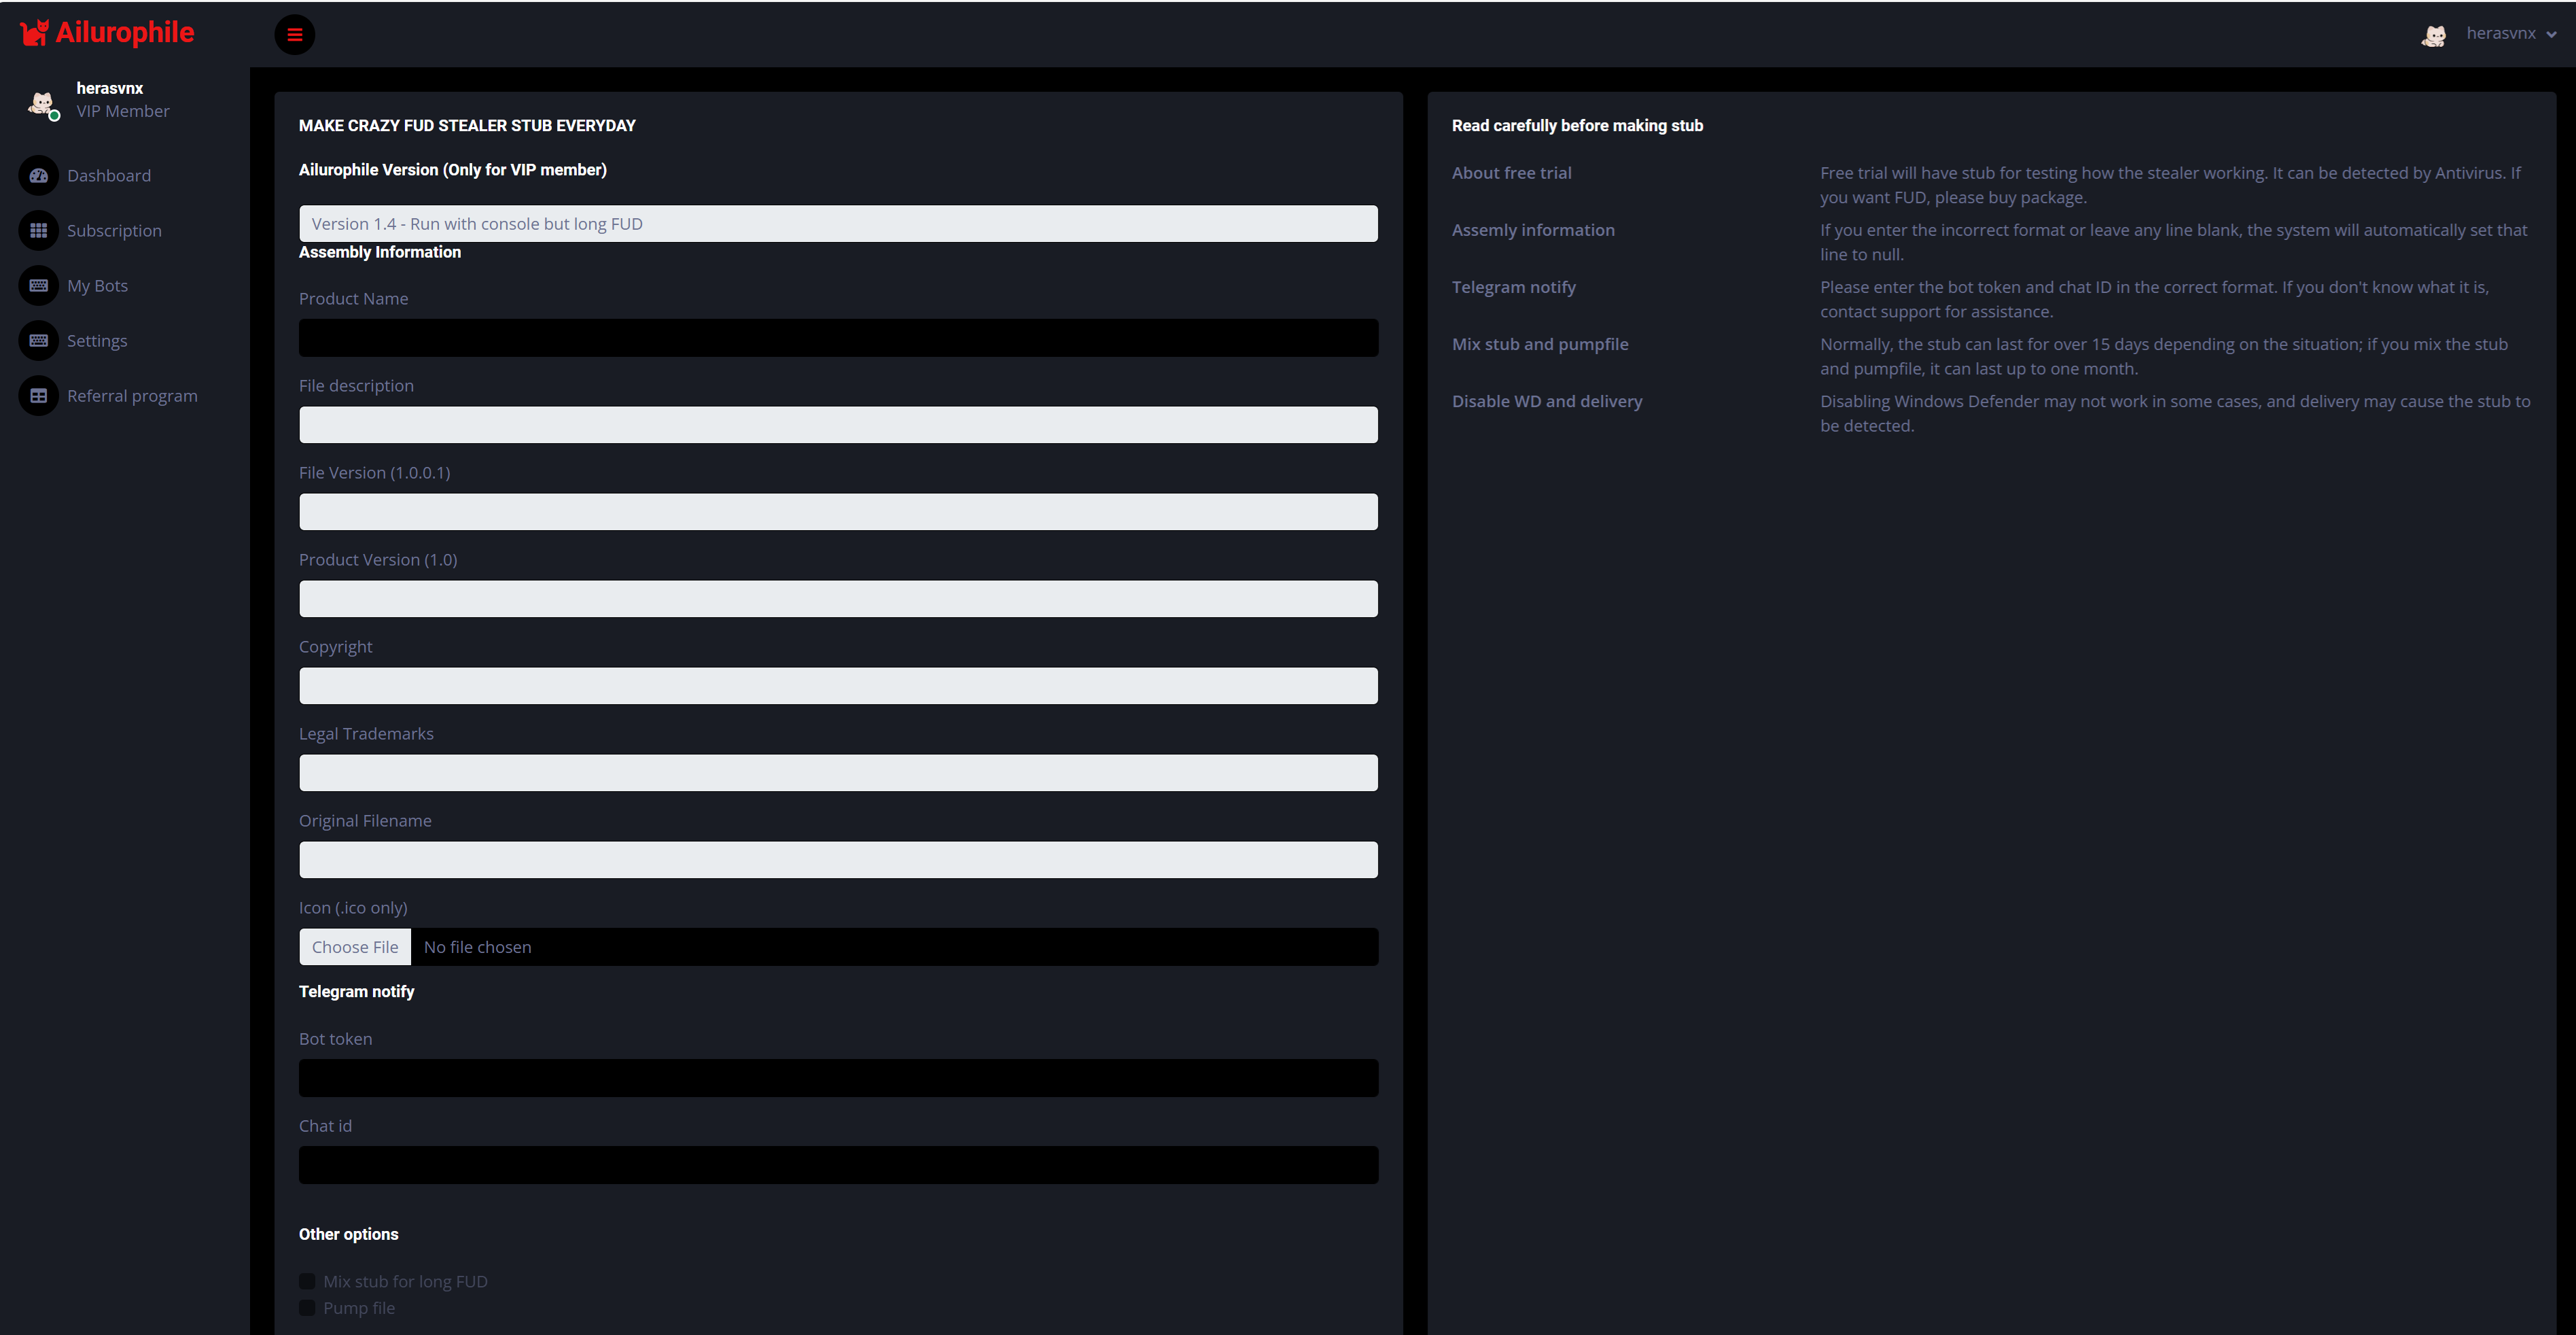 Ailurophile
herasvnx
herasvnx
VIP Member
Dashboard
Subscription
My Bots
Settings
Referral program
MAKE CRAZY FUD STEALER STUB EVERYDAY
Ailurophile Version (Only for VIP member)
Version 1.4 - Run with console but long FUD
Assembly Information
Product Name
File description
File Version (1.0.0.1)
Product Version (1.0)
Copyright
Legal Trademarks
Original Filename
Icon (.ico only)
Choose File No file chosen
Telegram notify
Bot token
Chat id
Other options
Mix stub for long FUD
Pump file
Read carefully before making stub
About free trial
Free trial will have stub for testing how the stealer working. It can be detected by Antivirus. If
you want FUD, please buy package.
Assemly information
If you enter the incorrect format or leave any line blank, the system will automatically set that
line to null.
Telegram notify
Please enter the bot token and chat ID in the correct format. If you don't know what it is,
contact support for assistance.
Mix stub and pumpfile
Normally, the stub can last for over 15 days depending on the situation; if you mix the stub
and pumpfile, it can last up to one month.
Disable WD and delivery
Disabling Windows Defender may not work in some cases, and delivery may cause the stub to
be detected.